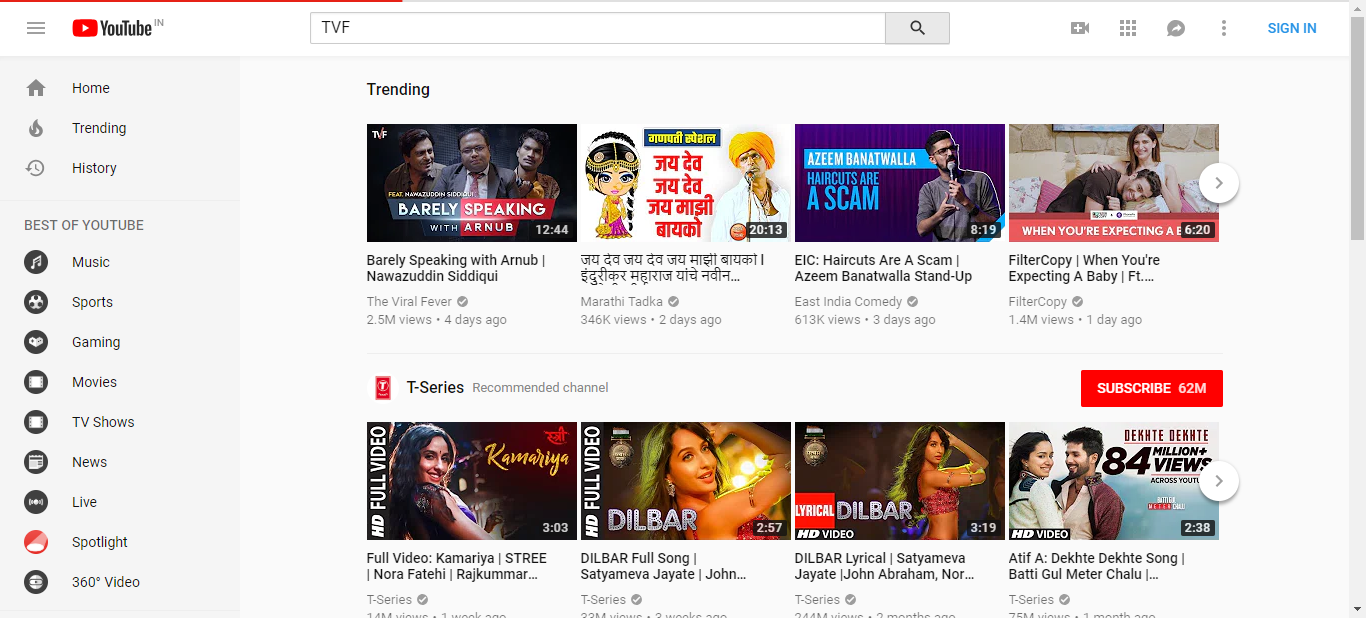 YouTube IN
TVF
SIGN IN
Home
Trending
History
BEST OF YOUTUBE
Music
Sports
Gaming
Movies
TV Shows
News
Live
Spotlight
360° Video
Trending
TVF
FEAT. NAWAZUDDIN SIDDIQUI
BARELY SPEAKING
WITH ARNUB
12:44
Barely Speaking with Arnub |
Nawazuddin Siddiqui
The Viral Fever
2.5M views • 4 days ago
गणपती स्पेशल
जय देव
जय देव
जय माझी
बायको
20:13
जय देव जय देव जय माझी बायको I
इंदुरीकर महाराज यांचे नवीन...
Marathi Tadka
346K views • 2 days ago
AZEEM BANATWALLA
HAIRCUTS ARE
A SCAM
8:19
EIC: Haircuts Are A Scam |
Azeem Banatwalla Stand-Up
East India Comedy
613K views • 3 days ago
WHEN YOU'RE EXPECTING A B
6:20
FilterCopy | When You're
Expecting A Baby | Ft....
FilterCopy
1.4M views • 1 day ago
T-Series Recommended channel
SUBSCRIBE 62M
HD FULL VIDEO
स्त्री
Kamariya
3:03
Full Video: Kamariya | STREE
| Nora Fatehi | Rajkummar...
T-Series
14M views • 1 week ago
HD FULL VIDEO
DILBAR
2:57
DILBAR Full Song |
Satyameva Jayate | John...
T-Series
33M views • 3 weeks ago
LYRICAL
DILBAR
HD VIDEO
3:19
DILBAR Lyrical | Satyameva
Jayate |John Abraham, Nor...
T-Series
244M views • 2 months ago
DEKHTE DEKHTE
84 MILLION+
VIEWS
ACROSS YOUTU
BATTI GUL
METER CHALU
HD VIDEO
2:38
Atif A: Dekhte Dekhte Song |
Batti Gul Meter Chalu |...
T-Series
75M views • 1 month ago